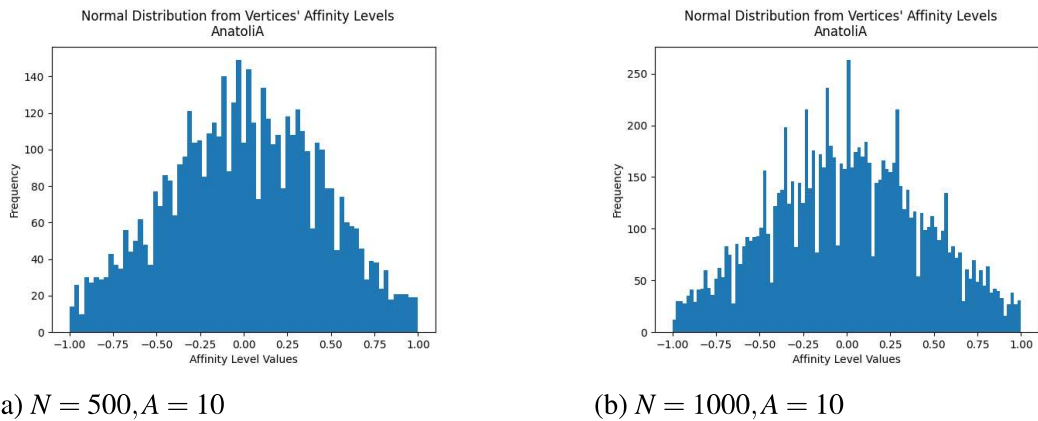 Normal Distribution from Vertices' Affinity Levels
AnatoliA
140
120
100
80
60
40
20
0
Frequency
−1.00 −0.75 −0.50 −0.25 0.00 0.25 0.50 0.75 1.00
Affinity Level Values
a) N = 500, A = 10
Normal Distribution from Vertices' Affinity Levels
AnatoliA
250
200
150
100
50
0
Frequency
−1.00 −0.75 −0.50 −0.25 0.00 0.25 0.50 0.75 1.00
Affinity Level Values
(b) N = 1000, A = 10